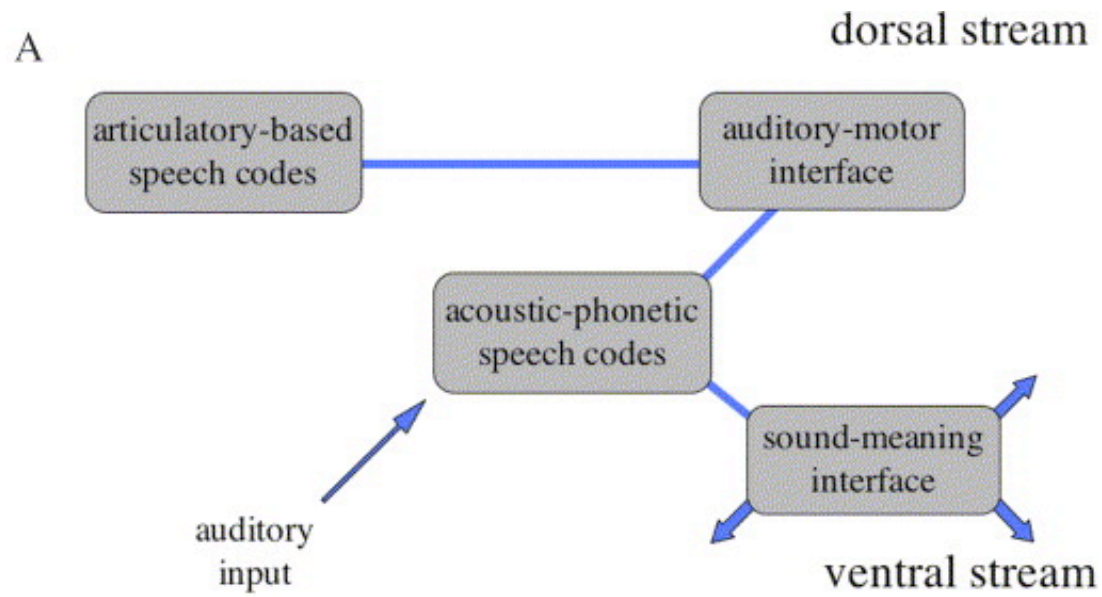 A
dorsal stream
articulatory-based
speech codes
auditory-motor
interface
acoustic-phonetic
speech codes
sound-meaning
interface
auditory
input
ventral stream